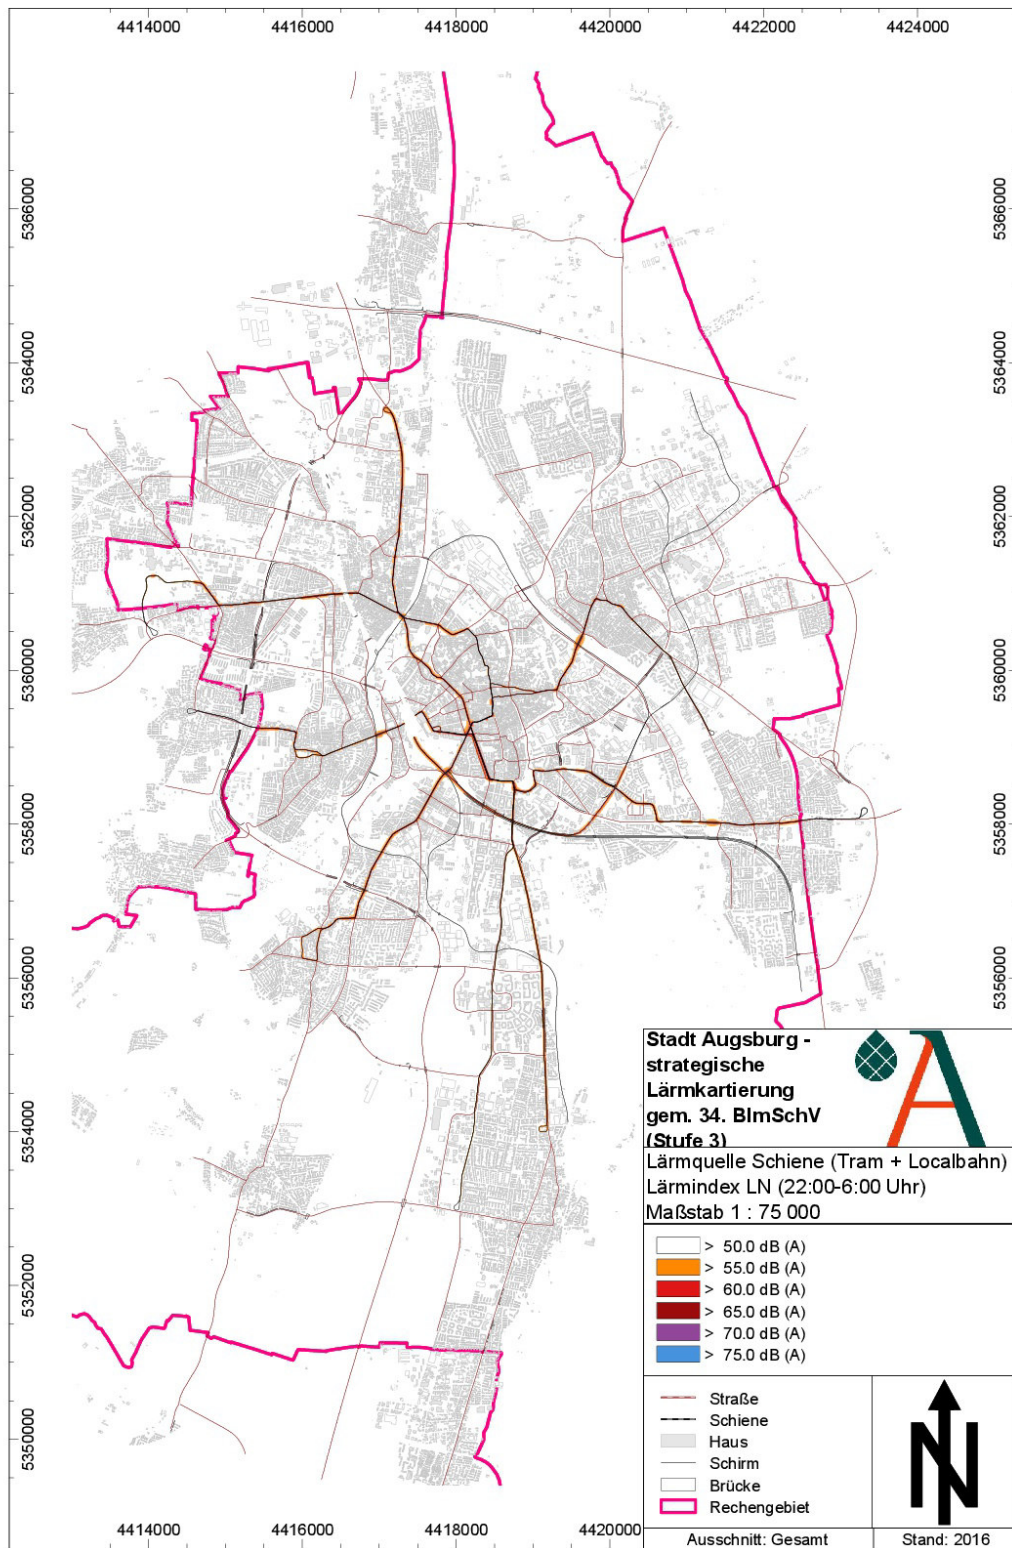 4414000 4416000 4418000 4420000 4422000 4424000
5366000 5366000
5364000 5364000
5362000 5362000
5360000 5360000
5358000 5358000
5356000 5356000
5354000
5352000
5350000
Stadt Augsburg -
strategische
Lärmkartierung
gem. 34. BImSchV
(Stufe 3)
A
Lärmquelle Schiene (Tram + Localbahn)
Lärmindex LN (22:00-6:00 Uhr)
Maßstab 1 : 75 000
> 50.0 dB (A)
> 55.0 dB (A)
> 60.0 dB (A)
> 65.0 dB (A)
> 70.0 dB (A)
> 75.0 dB (A)
Straße
Schiene
Haus
Schirm
Brücke
Rechengebiet
N
Ausschnitt: Gesamt Stand: 2016
4414000 4416000 4418000 4420000